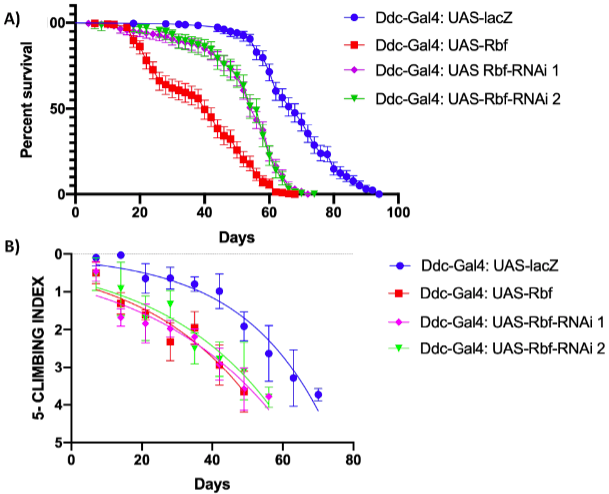 A)
Percent survival
00
50
0
0
20
40
60
80
100
Days
Ddc-Gal4: UAS-lacZ
Ddc-Gal4: UAS-Rbf
Ddc-Gal4: UAS Rbf-RNAi 1
Ddc-Gal4: UAS-Rbf-RNAi 2
B)
5- CLIMBING INDEX
0
1
2
3
4
5
0
20
40
60
80
Days
Ddc-Gal4: UAS-lacZ
Ddc-Gal4: UAS-Rbf
Ddc-Gal4: UAS-Rbf-RNAi 1
Ddc-Gal4: UAS-Rbf-RNAi 2